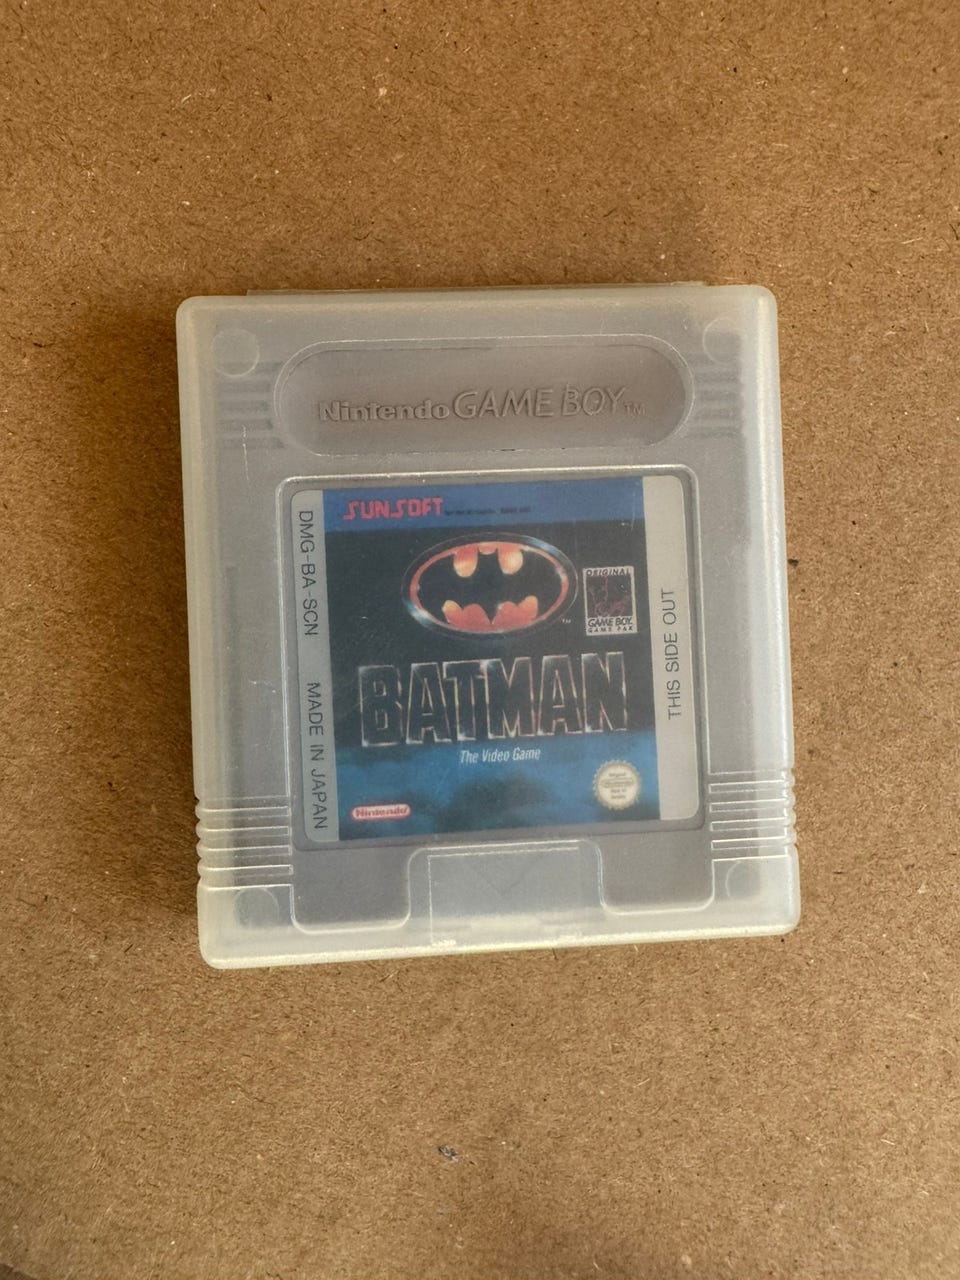 Nintendo GAME BOY TM
SUNSOFT
DMG-BA-SCN
MADE IN JAPAN
TM
ORIGINAL
GAME BOY
GAME PAK
THIS SIDE OUT
BATMAN
The Video Game
Nintendo